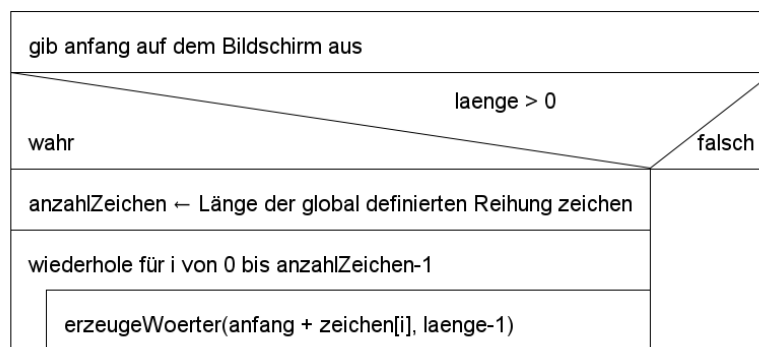 gib anfang auf dem Bildschirm aus
laenge > 0
wahr
falsch
anzahlZeichen ← Länge der global definierten Reihung zeichen
wiederhole für i von 0 bis anzahlZeichen-1
erzeugeWoerter(anfang + zeichen[i], laenge-1)